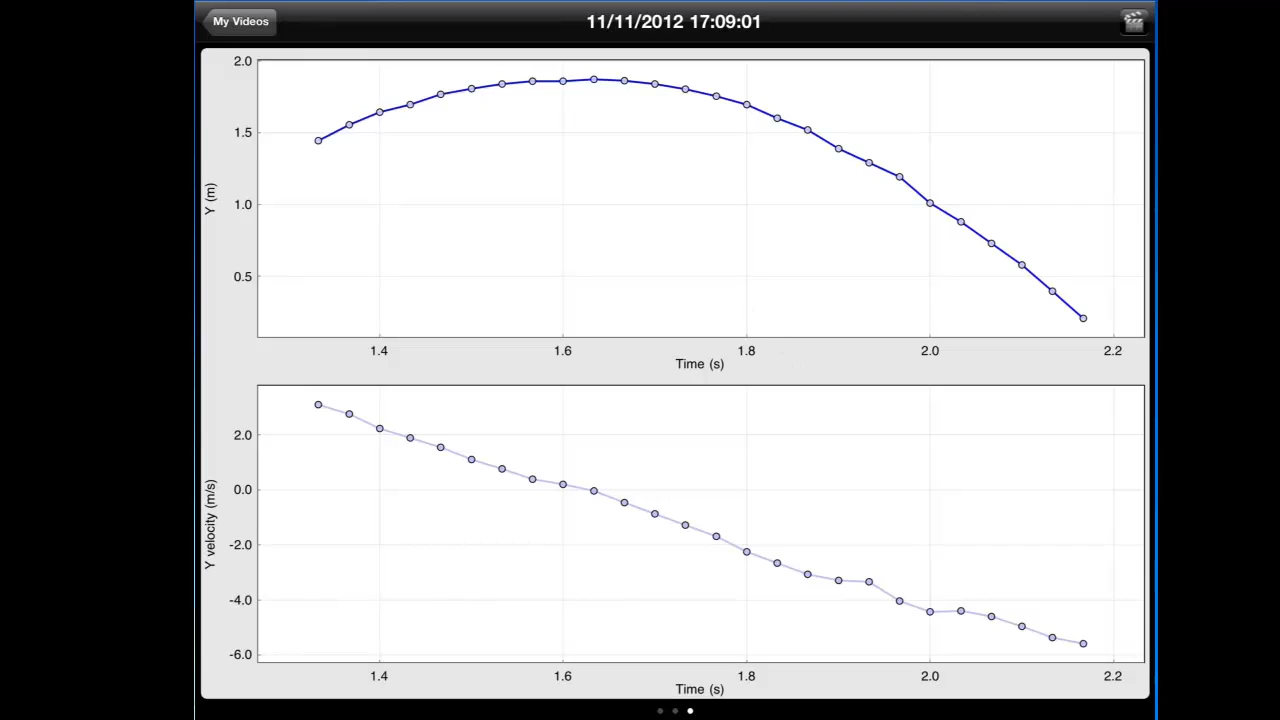 My Videos
11/11/2012 17:09:01
2.0
1.5
1.0
0.5
Y (m)
1.4 1.6 1.8 2.0 2.2
Time (s)
2.0
0.0
-2.0
-4.0
-6.0
Y velocity (m/s)
1.4 1.6 1.8 2.0 2.2
Time (s)